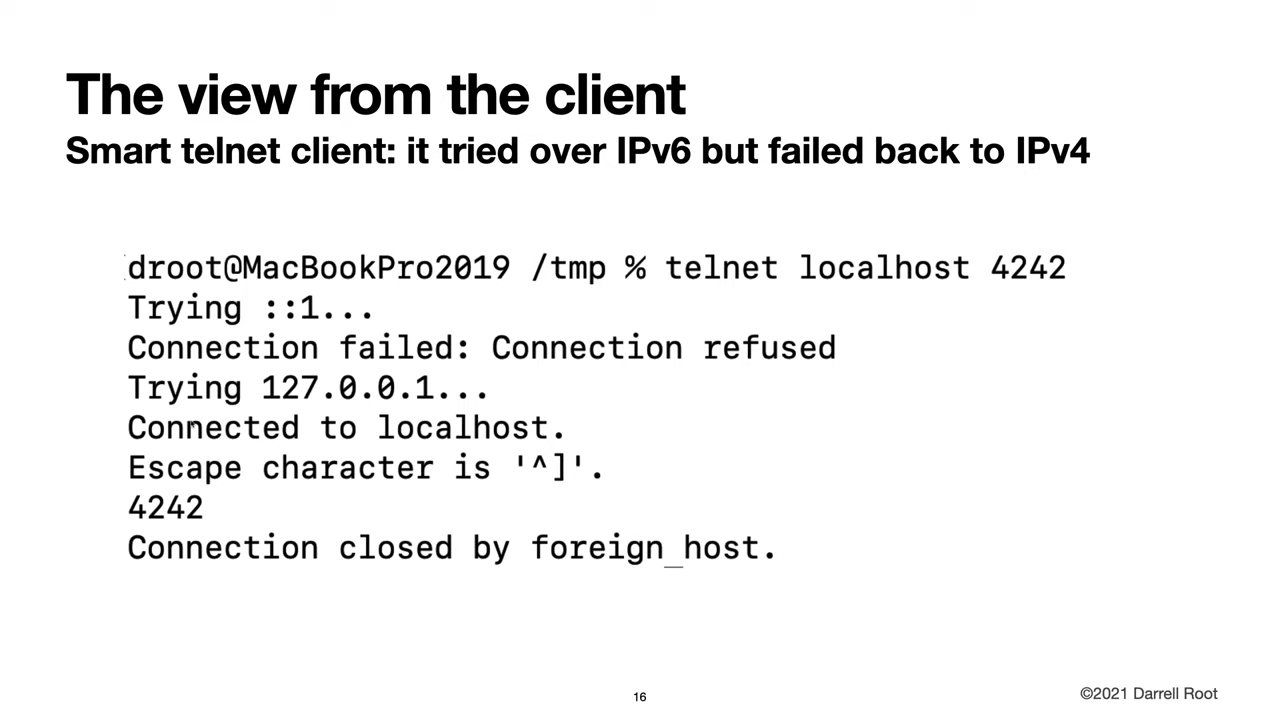 The view from the client
Smart telnet client: it tried over IPv6 but failed back to IPv4
droot@MacBookPro2019 /tmp % telnet localhost 4242
Trying ::1...
Connection failed: Connection refused
Trying 127.0.0.1...
Connected to localhost.
Escape character is '^]'.
4242
Connection closed by foreign host.
16
©2021 Darrell Root